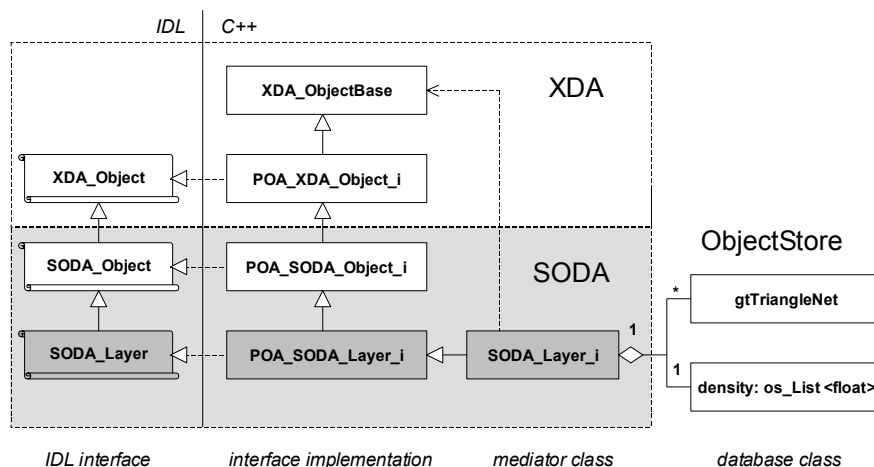 IDL
C++
XDA
XDA_ObjectBase
XDA_Object
POA_XDA_Object_i
SODA
ObjectStore
SODA_Object
POA_SODA_Object_i
*
gtTriangleNet
1
SODA_Layer
POA_SODA_Layer_i
SODA_Layer_i
1
density: os_List <float>
IDL interface
interface implementation
mediator class
database class